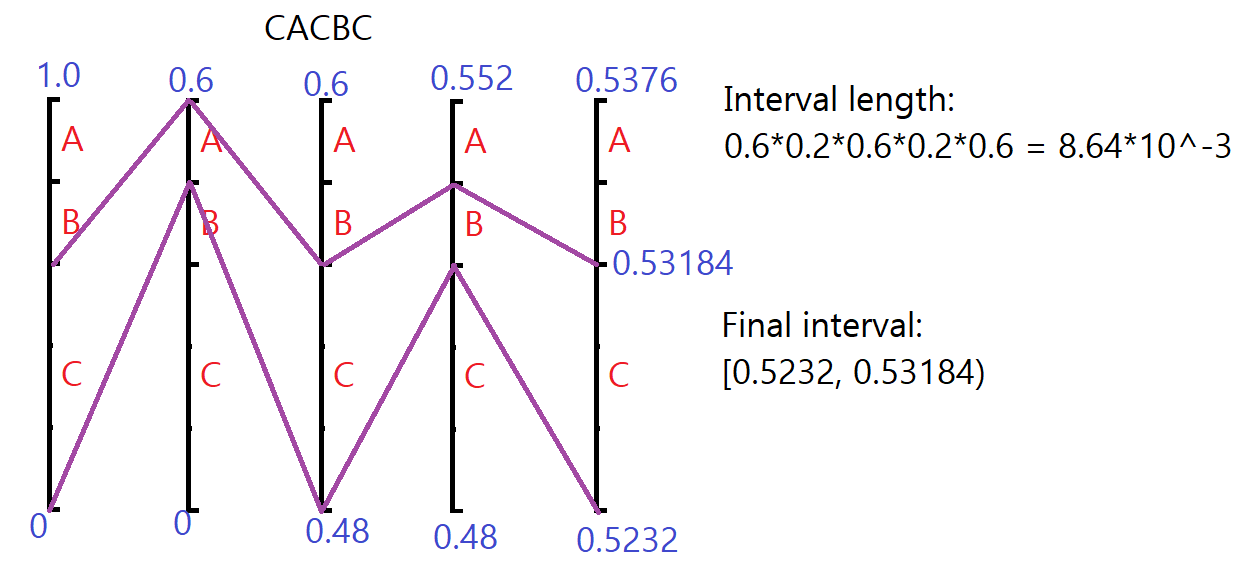 CACBC
1.0 0.6 0.6 0.552 0.5376
Interval length:
0.6*0.2*0.6*0.2*0.6 = 8.64*10^-3
A A A A A
B B B B B
0.53184
Final interval:
[0.5232, 0.53184)
C C C C C
0 0 0.48 0.48 0.5232